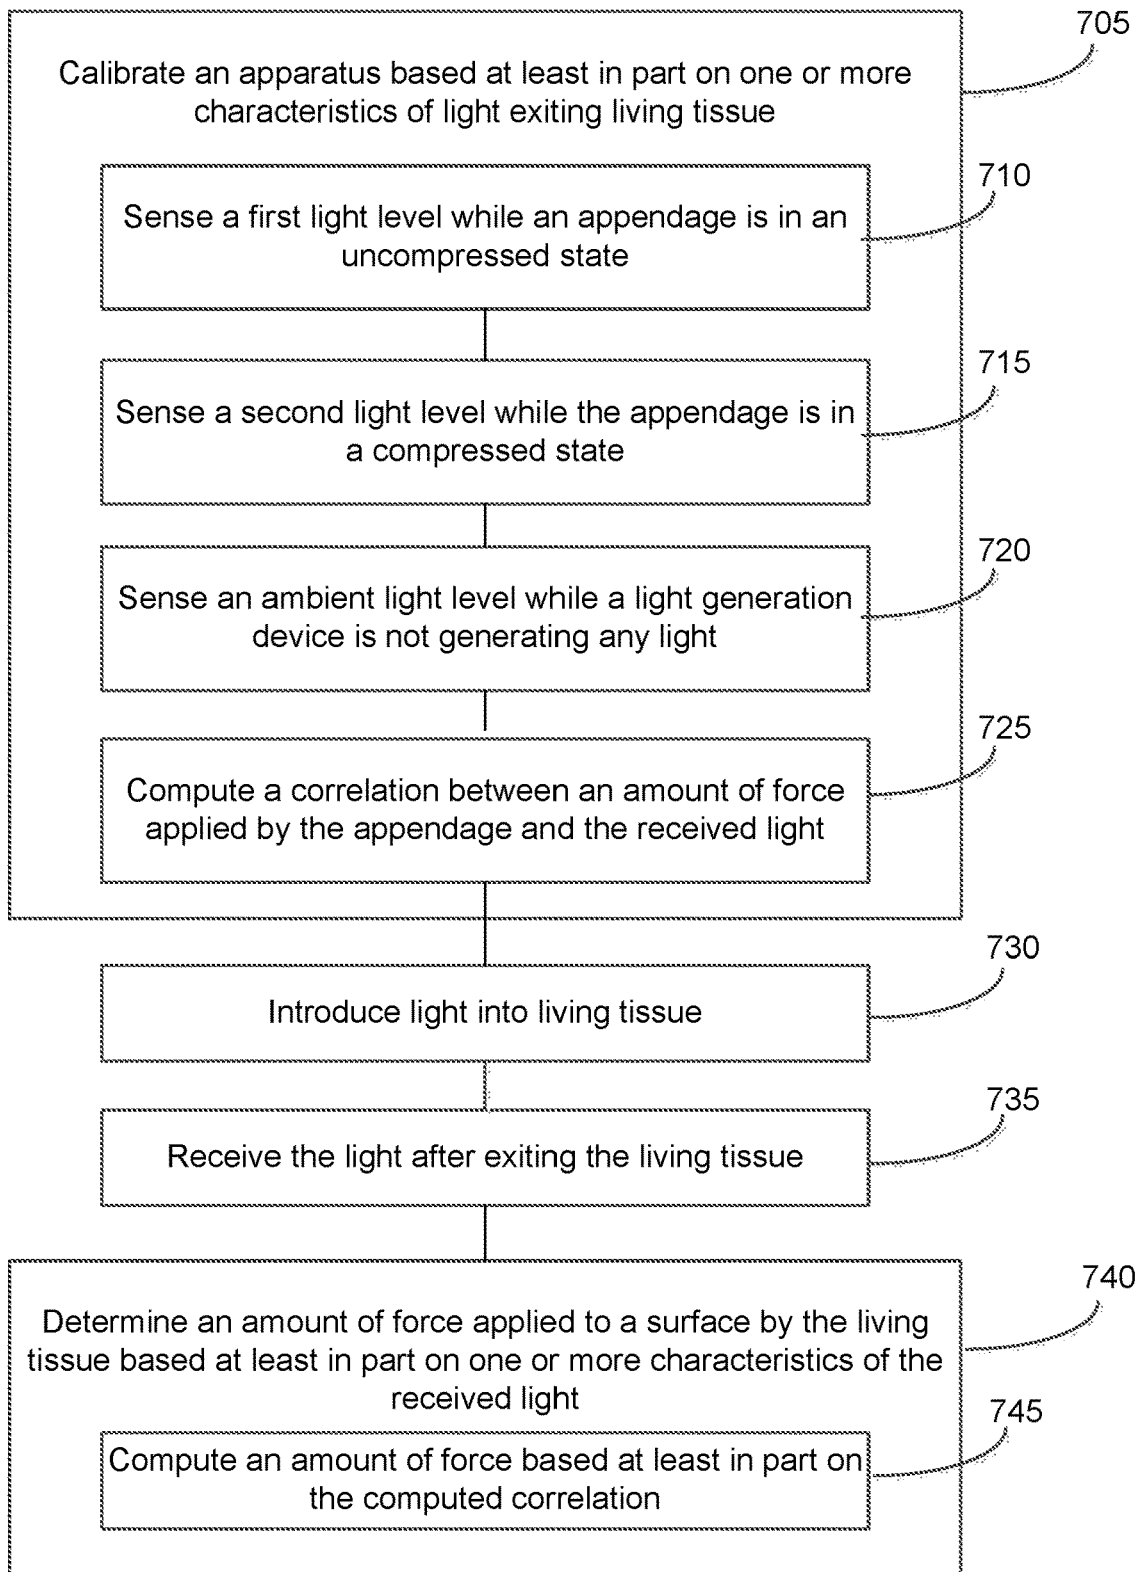 705
Calibrate an apparatus based at least in part on one or more
characteristics of light exiting living tissue
710
Sense a first light level while an appendage is in an
uncompressed state
715
Sense a second light level while the appendage is in
a compressed state
720
Sense an ambient light level while a light generation
device is not generating any light
725
Compute a correlation between an amount of force
applied by the appendage and the received light
730
Introduce light into living tissue
735
Receive the light after exiting the living tissue
740
Determine an amount of force applied to a surface by the living
tissue based at least in part on one or more characteristics of the
received light
745
Compute an amount of force based at least in part on
the computed correlation